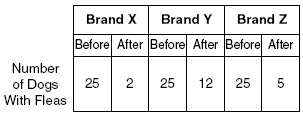 Brand X Brand Y Brand Z
Before After Before After Before After
Number
of Dogs
With Fleas
25 2 25 12 25 5